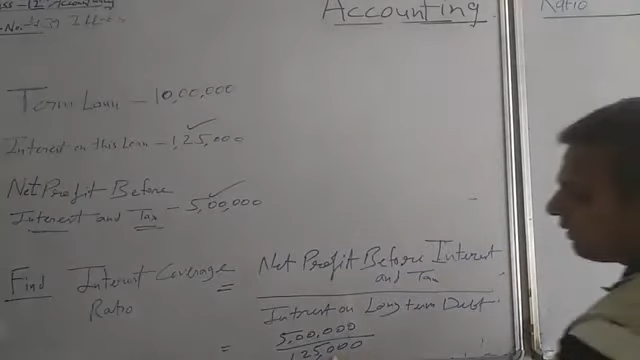 Accounting
Ratio
Term Loan - 10,00,000
Interest on this Loan - 1,25,000
Net Profit Before
Interest and Tax - 5,00,000
Find Interest Coverage
Ratio
= Net Profit Before Interest
and Tax
Intrest on Long term Debt
= 5,00,000
1,25,000